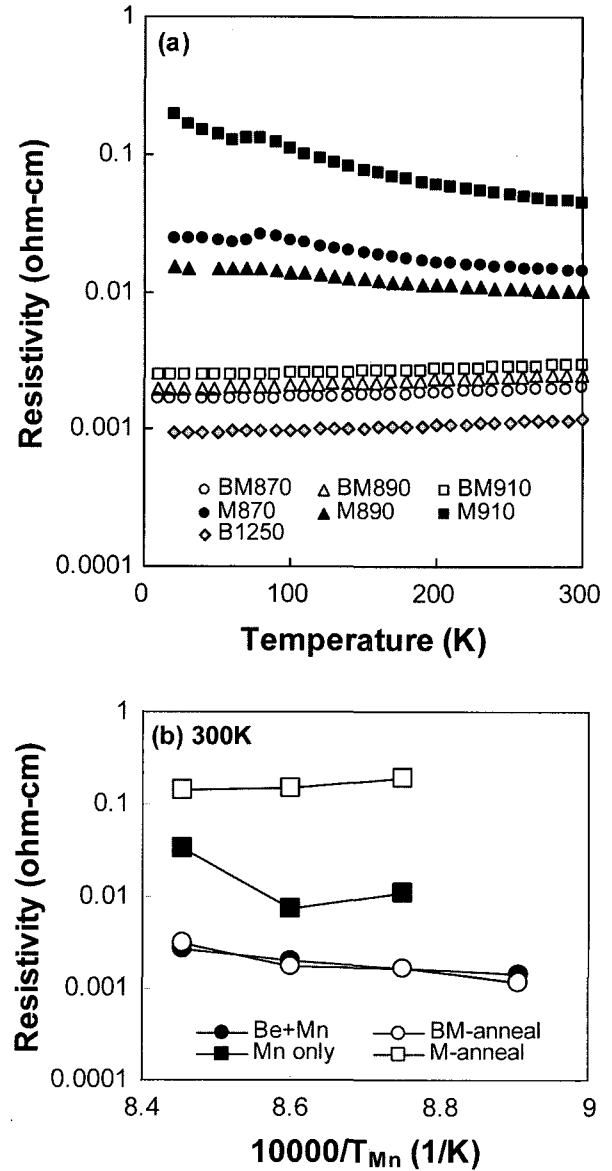 1
(a)
0.1
0.01
0.001
0.0001
Resistivity (ohm-cm)
BM870 BM890 BM910
M870 M890 M910
B1250
0 100 200 300
Temperature (K)
1
(b) 300K
0.1
0.01
0.001
0.0001
Resistivity (ohm-cm)
Be+Mn BM-anneal
Mn only M-anneal
8.4 8.6 8.8 9
10000/TMn (1/K)